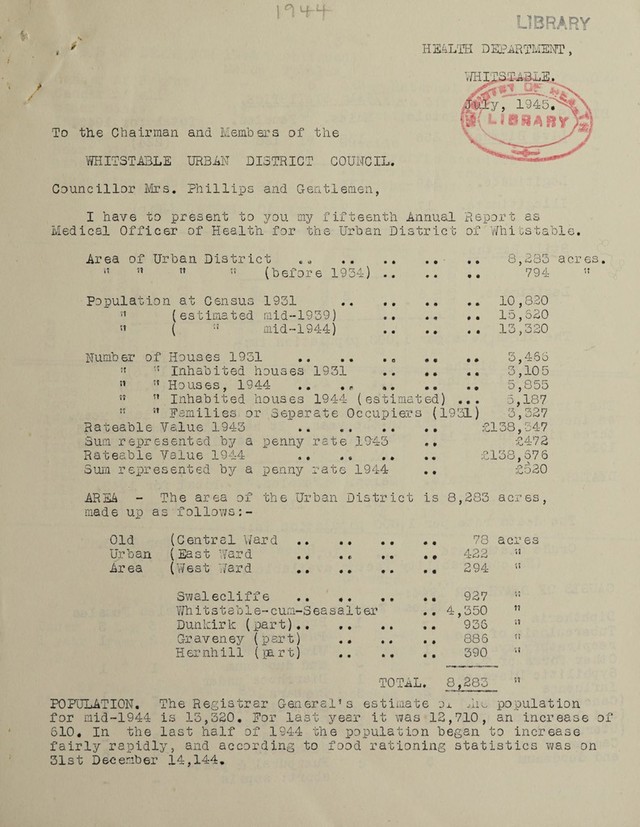 1944
LIBRARY
HEALTH DEPARTMENT,
WHITSTABLE.
July, 1945.
MINISTRY OF HEALTH
LIBRARY
To the Chairman and Members of the
WHITSTABLE URBAN DISTRICT COUNCIL.
Councillor Mrs. Phillips and Gentlemen,
I have to present to you my fifteenth Annual Report as
Medical Officer of Health for the Urban District of Whitstable.
Area of Urban District .. .. .. .. .. 8,283 acres.
" " " " (before 1934) .. .. .. 794 "
Population at Census 1931 .. .. .. .. 10,820
" (estimated mid-1939) .. .. .. 15,620
" ( " mid-1944) .. .. .. 13,320
Number of Houses 1931 .. .. .. .. .. 3,466
" " Inhabited houses 1931 .. .. .. 3,105
" " Houses, 1944 .. .. .. .. .. 5,855
" " Inhabited houses 1944 (estimated) ... 5,187
" " Families or Separate Occupiers (1931) 3,327
Rateable Value 1943 .. .. .. .. £138,547
Sum represented by a penny rate 1943 .. £472
Rateable Value 1944 .. .. .. .. £138,676
Sum represented by a penny rate 1944 .. £520
AREA - The area of the Urban District is 8,283 acres,
made up as follows:-
Old (Central Ward .. .. .. .. 78 acres
Urban (East Ward .. .. .. .. 422 "
Area (West Ward .. .. .. .. 294 "
Swalecliffe .. .. .. .. 927 "
Whitstable-cum-Seasalter .. 4,350 "
Dunkirk (part).. .. .. .. 936 "
Graveney (part) .. .. .. 886 "
Hernhill (part) .. .. .. 390 "
TOTAL. 8,283 "
POPULATION. The Registrar General's estimate of the population
for mid-1944 is 13,320. For last year it was 12,710, an increase of
610. In the last half of 1944 the population began to increase
fairly rapidly, and according to food rationing statistics was on
31st December 14,144.